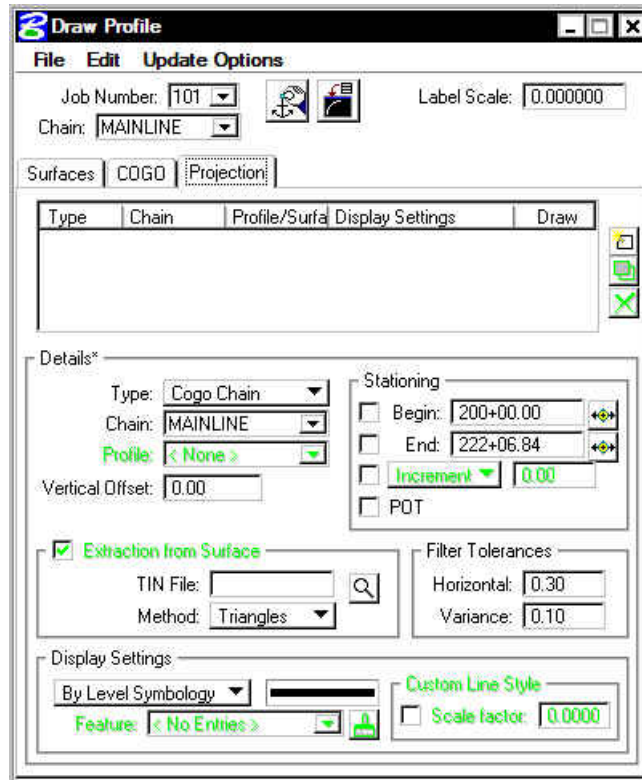 Draw Profile
File Edit Update Options
Job Number: 101
Label Scale: 0.000000
Chain: MAINLINE
Surfaces COGO Projection
Type Chain Profile/Surfa Display Settings Draw
Details*
Type: Cogo Chain
Chain: MAINLINE
Profile: < None >
Vertical Offset: 0.00
Stationing
Begin: 200+00.00
End: 222+06.84
Increment 0.00
POT
Extraction from Surface
TIN File:
Method: Triangles
Filter Tolerances
Horizontal: 0.30
Variance: 0.10
Display Settings
By Level Symbology
Feature: < No Entries >
Custom Line Style
Scale factor: 0.0000